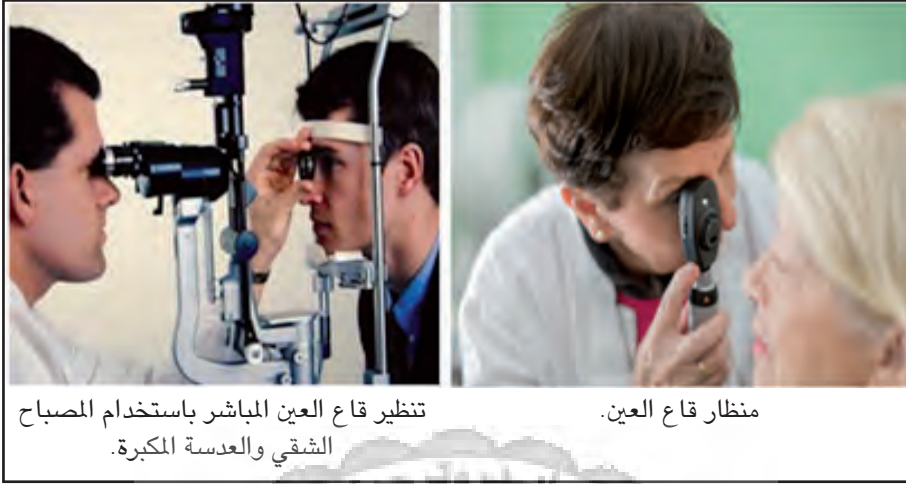 منظار قاع العين.
تنظير قاع العين المباشر باستخدام المصباح
الشقي والعدسة المكبرة.